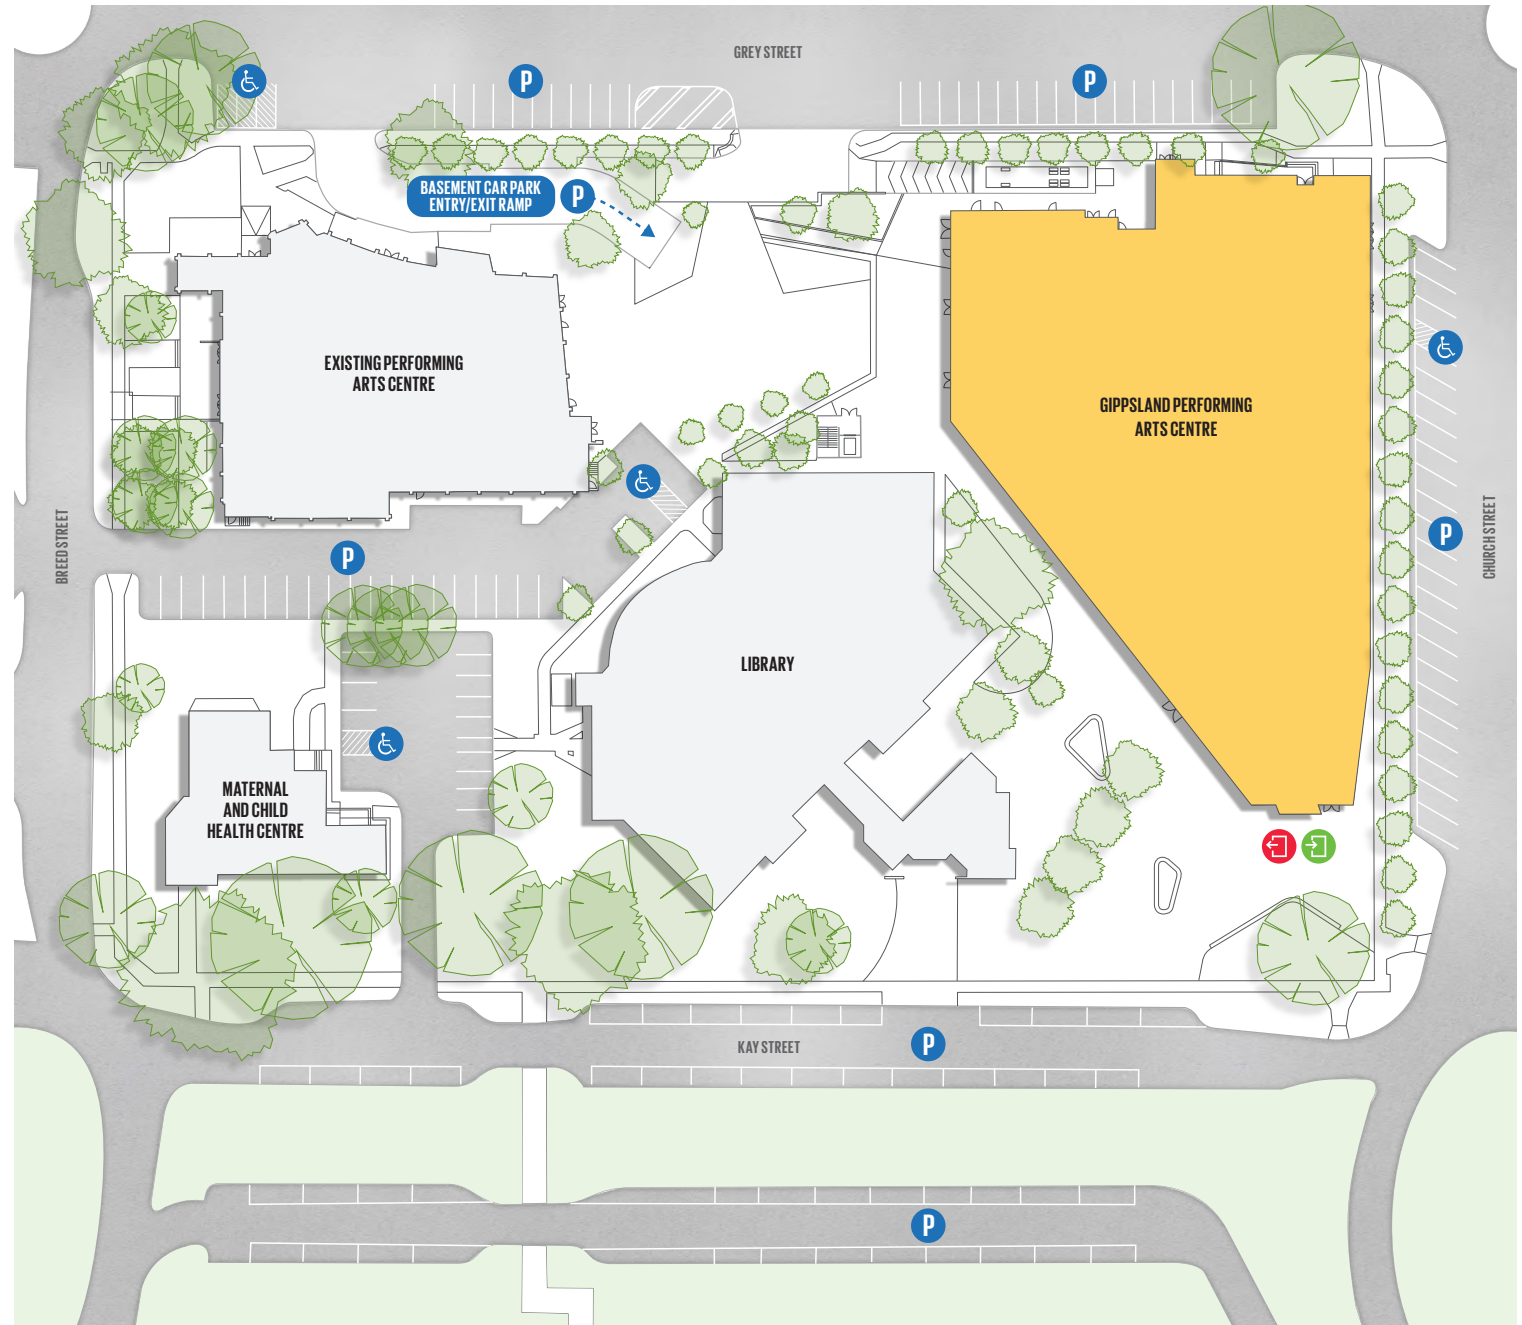 GREY STREET
P
P
BASEMENT CAR PARK
ENTRY/EXIT RAMP
P
EXISTING PERFORMING
ARTS CENTRE
GIPPSLAND PERFORMING
ARTS CENTRE
BREED STREET
P
P
CHURCH STREET
LIBRARY
MATERNAL
AND CHILD
HEALTH CENTRE
KAY STREET
P
P